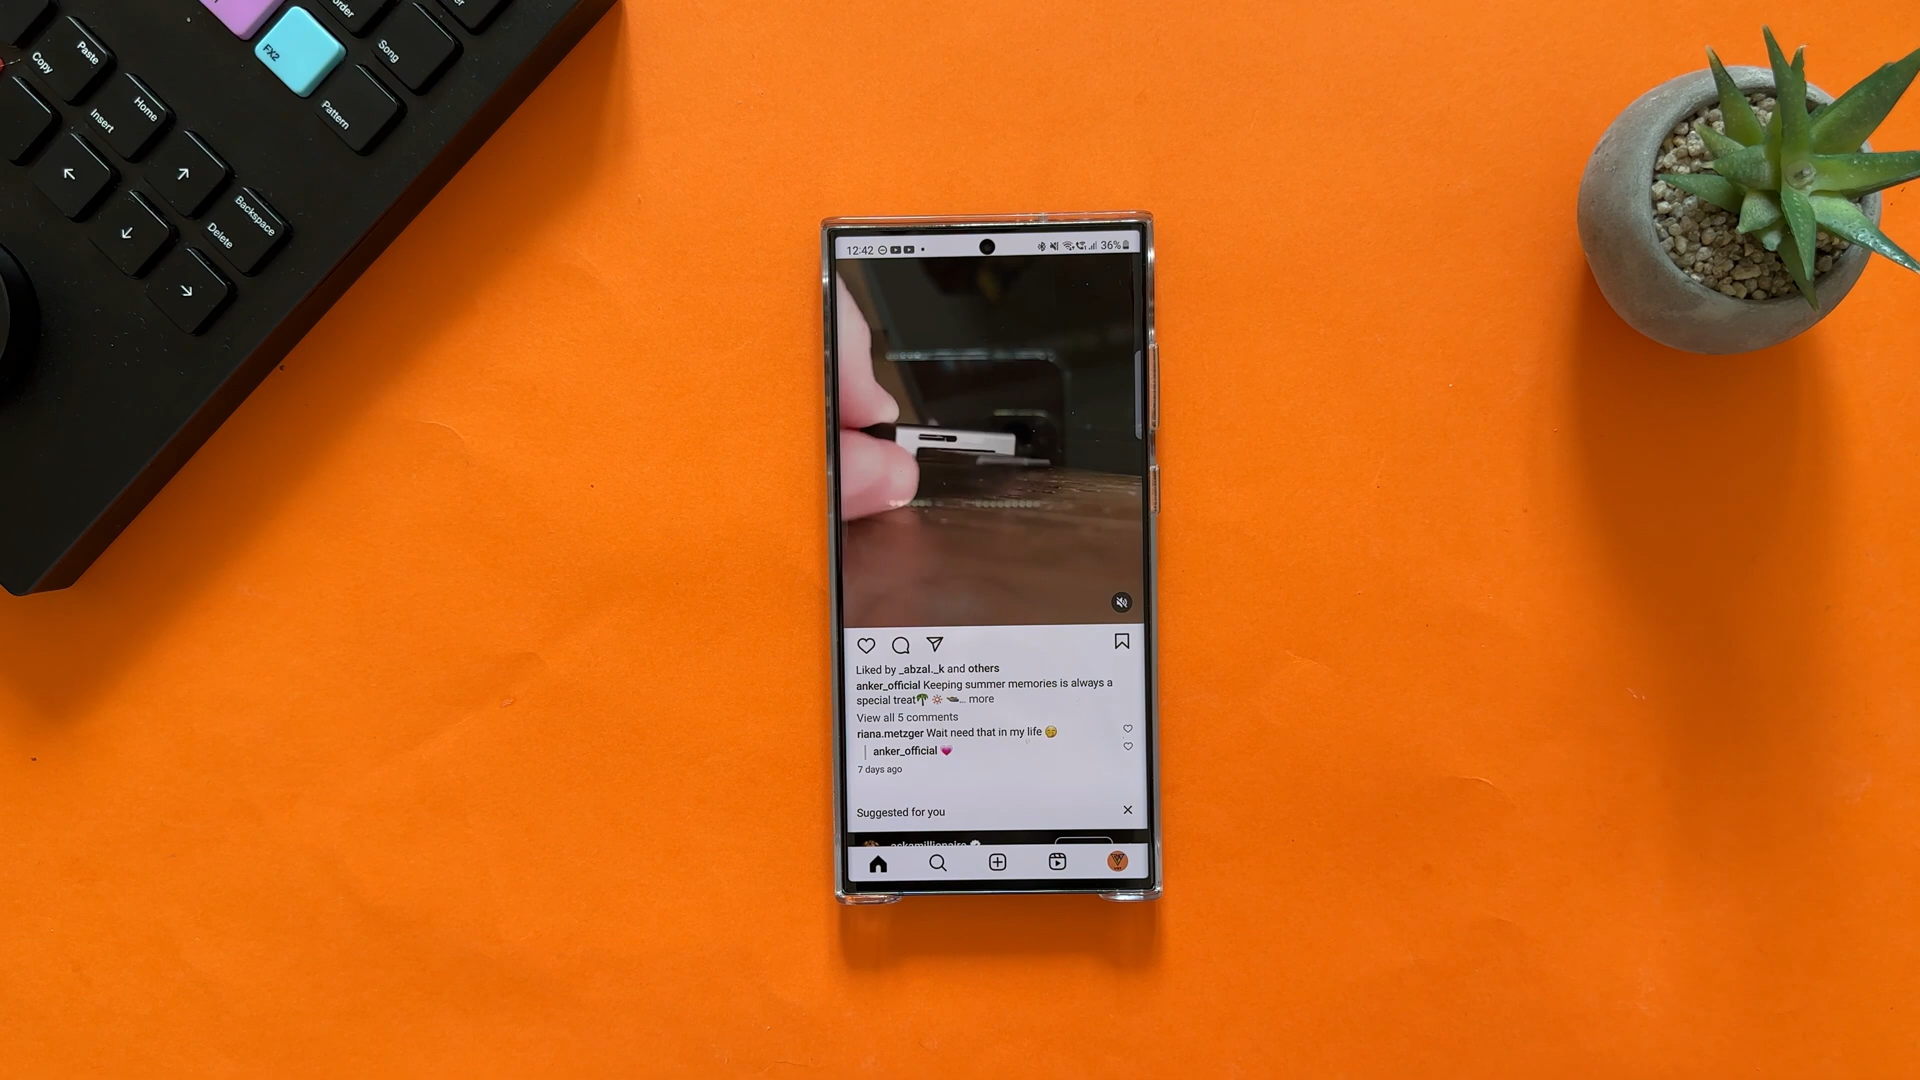 Paste
Copy
Home
Insert
Backspace
Delete
FX2
Song
Pattern
12:42
36%
Liked by _abzal._k and others
anker_official Keeping summer memories is always a
special treat🌴 🔆 🐊... more
View all 5 comments
riana.metzger Wait need that in my life 🤭
anker_official 💗
7 days ago
Suggested for you